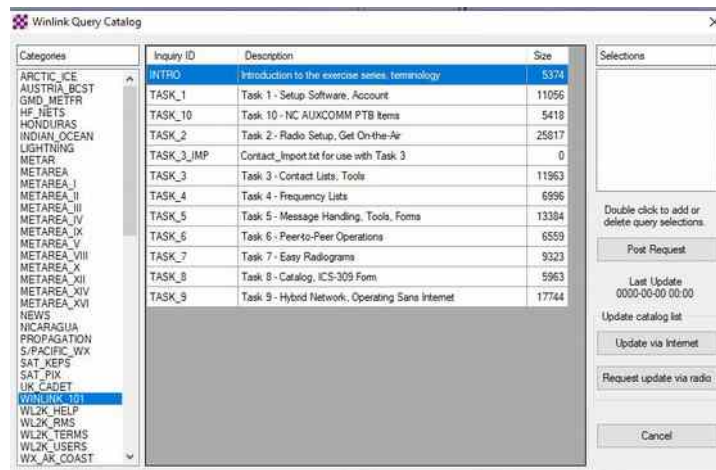 Winlink Query Catalog
Categories
ARCTIC_ICE
AUSTRIA_BCST
GMD_METFR
HF_NETS
HONDURAS
INDIAN_OCEAN
LIGHTNING
METAR
METAREA
METAREA_I
METAREA_II
METAREA_III
METAREA_IV
METAREA_IX
METAREA_V
METAREA_VIII
METAREA_X
METAREA_XII
METAREA_XIV
METAREA_XVI
NEWS
NICARAGUA
PROPAGATION
S/PACIFIC_WX
SAT_KEPS
SAT_PIX
UK_CADET
WINLINK_101
WL2K_HELP
WL2K_RMS
WL2K_TERMS
WL2K_USERS
WX_AK_COAST
Inquiry ID Description Size
INTRO Introduction to the exercise series, terminology 5374
TASK_1 Task 1 - Setup Software, Account 11056
TASK_10 Task 10 - NC AUXCOMM PTB Items 5418
TASK_2 Task 2 - Radio Setup, Get On-the-Air 25817
TASK_3_IMP Contact_Import.txt for use with Task 3 0
TASK_3 Task 3 - Contact Lists, Tools 11963
TASK_4 Task 4 - Frequency Lists 6996
TASK_5 Task 5 - Message Handling, Tools, Forms 13384
TASK_6 Task 6 - Peer-to-Peer Operations 6559
TASK_7 Task 7 - Easy Radiograms 9323
TASK_8 Task 8 - Catalog, ICS-309 Form 5963
TASK_9 Task 9 - Hybrid Network, Operating Sans Internet 17744
Selections
Double click to add or
delete query selections.
Post Request
Last Update
0000-00-00 00:00
Update catalog list
Update via Internet
Request update via radio
Cancel